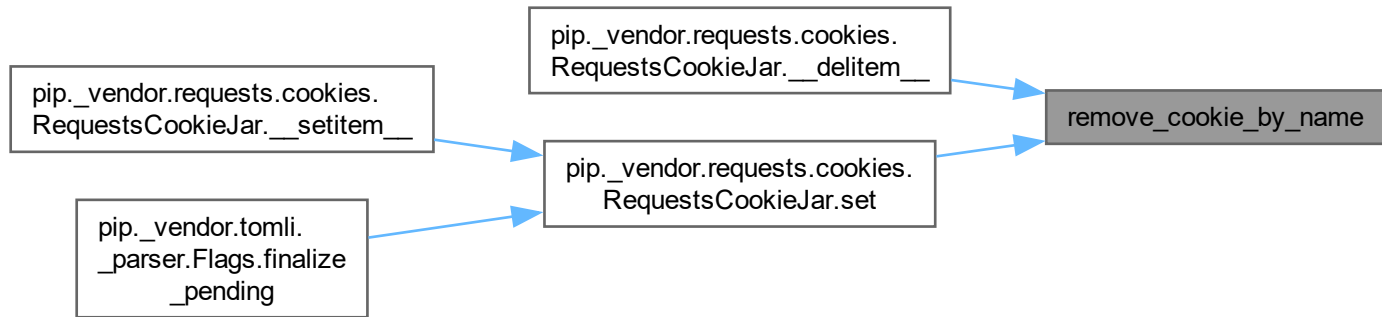 pip._vendor.requests.cookies.
RequestsCookieJar.__delitem__
pip._vendor.requests.cookies.
RequestsCookieJar.__setitem__
remove_cookie_by_name
pip._vendor.requests.cookies.
RequestsCookieJar.set
pip._vendor.tomli.
_parser.Flags.finalize
_pending